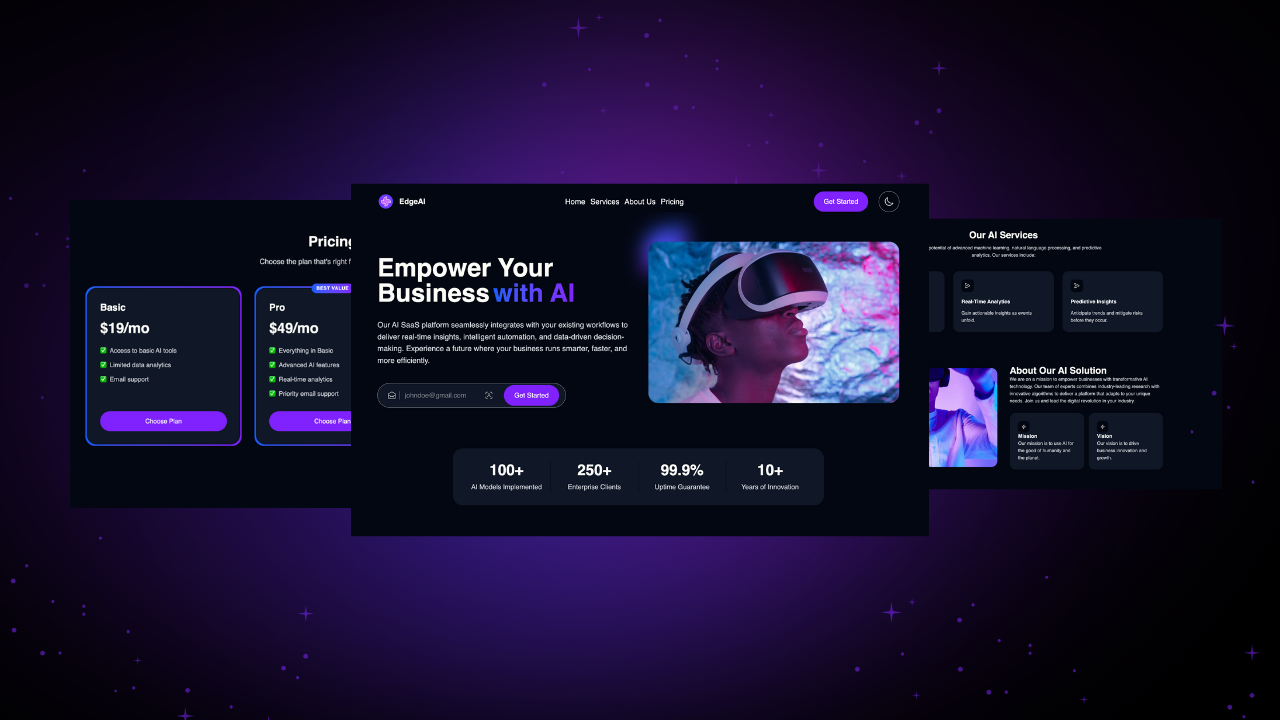 Pricing
Choose the plan that's right f
Basic
$19/mo
Access to basic AI tools
Limited data analytics
Email support
Choose Plan
BEST VALUE
Pro
$49/mo
Everything in Basic
Advanced AI features
Real-time analytics
Priority email support
Choose Plan
EdgeAI
Home Services About Us Pricing
Get Started
Empower Your
Business with AI
Our AI SaaS platform seamlessly integrates with your existing workflows to
deliver real-time insights, intelligent automation, and data-driven decision-
making. Experience a future where your business runs smarter, faster, and
more efficiently.
johndoe@gmail.com
Get Started
100+
AI Models Implemented
250+
Enterprise Clients
99.9%
Uptime Guarantee
10+
Years of Innovation
Our AI Services
potential of advanced machine learning, natural language processing, and predictive
analytics. Our services include:
Real-Time Analytics
Gain actionable insights as events
unfold.
Predictive Insights
Anticipate trends and mitigate risks
before they occur.
About Our AI Solution
We are on a mission to empower businesses with transformative AI
technology. Our team of experts combines industry-leading research with
innovative algorithms to deliver a platform that adapts to your unique
needs. Join us and lead the digital revolution in your industry.
Mission
Our mission is to use AI for
the good of humanity and
the planet.
Vision
Our vision is to drive
business innovation and
growth.